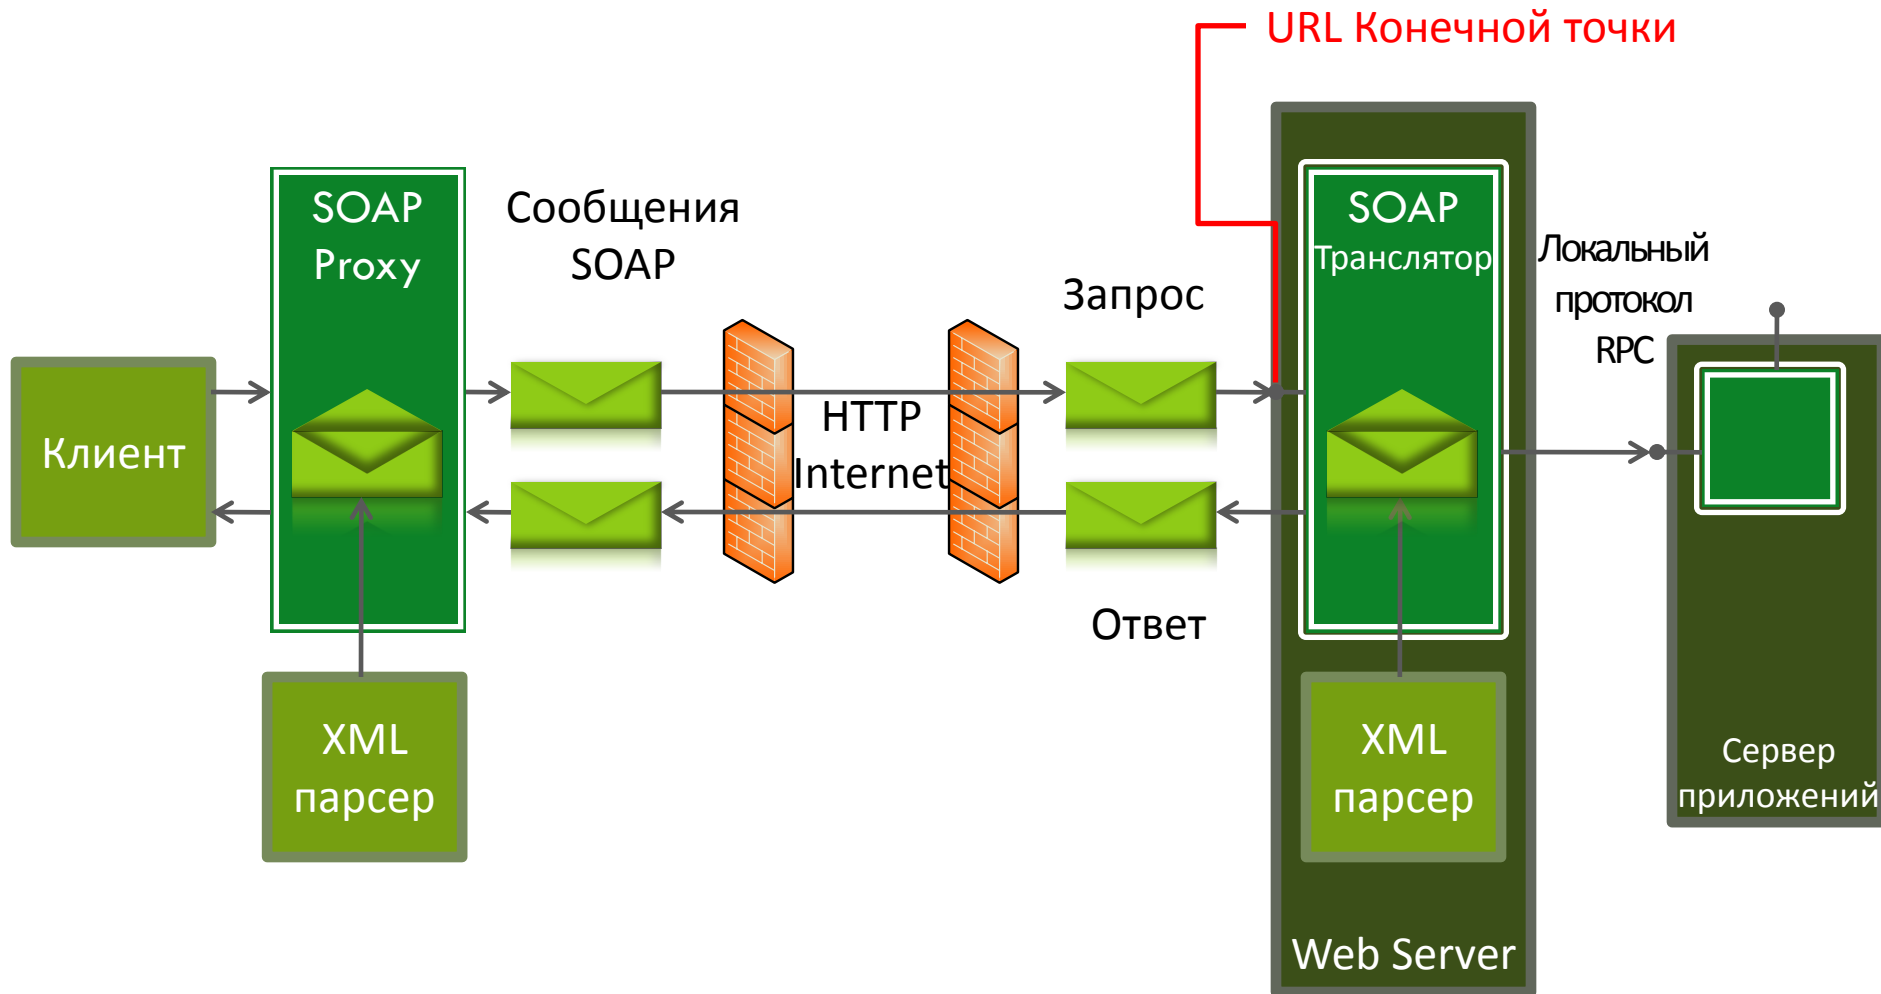 URL Конечной точки
SOAP
Proxy
Сообщения
SOAP
Запрос
SOAP
Транслятор
Локальный
протокол
RPC
Клиент
HTTP
Internet
Ответ
XML
парсер
XML
парсер
Сервер
приложений
Web Server